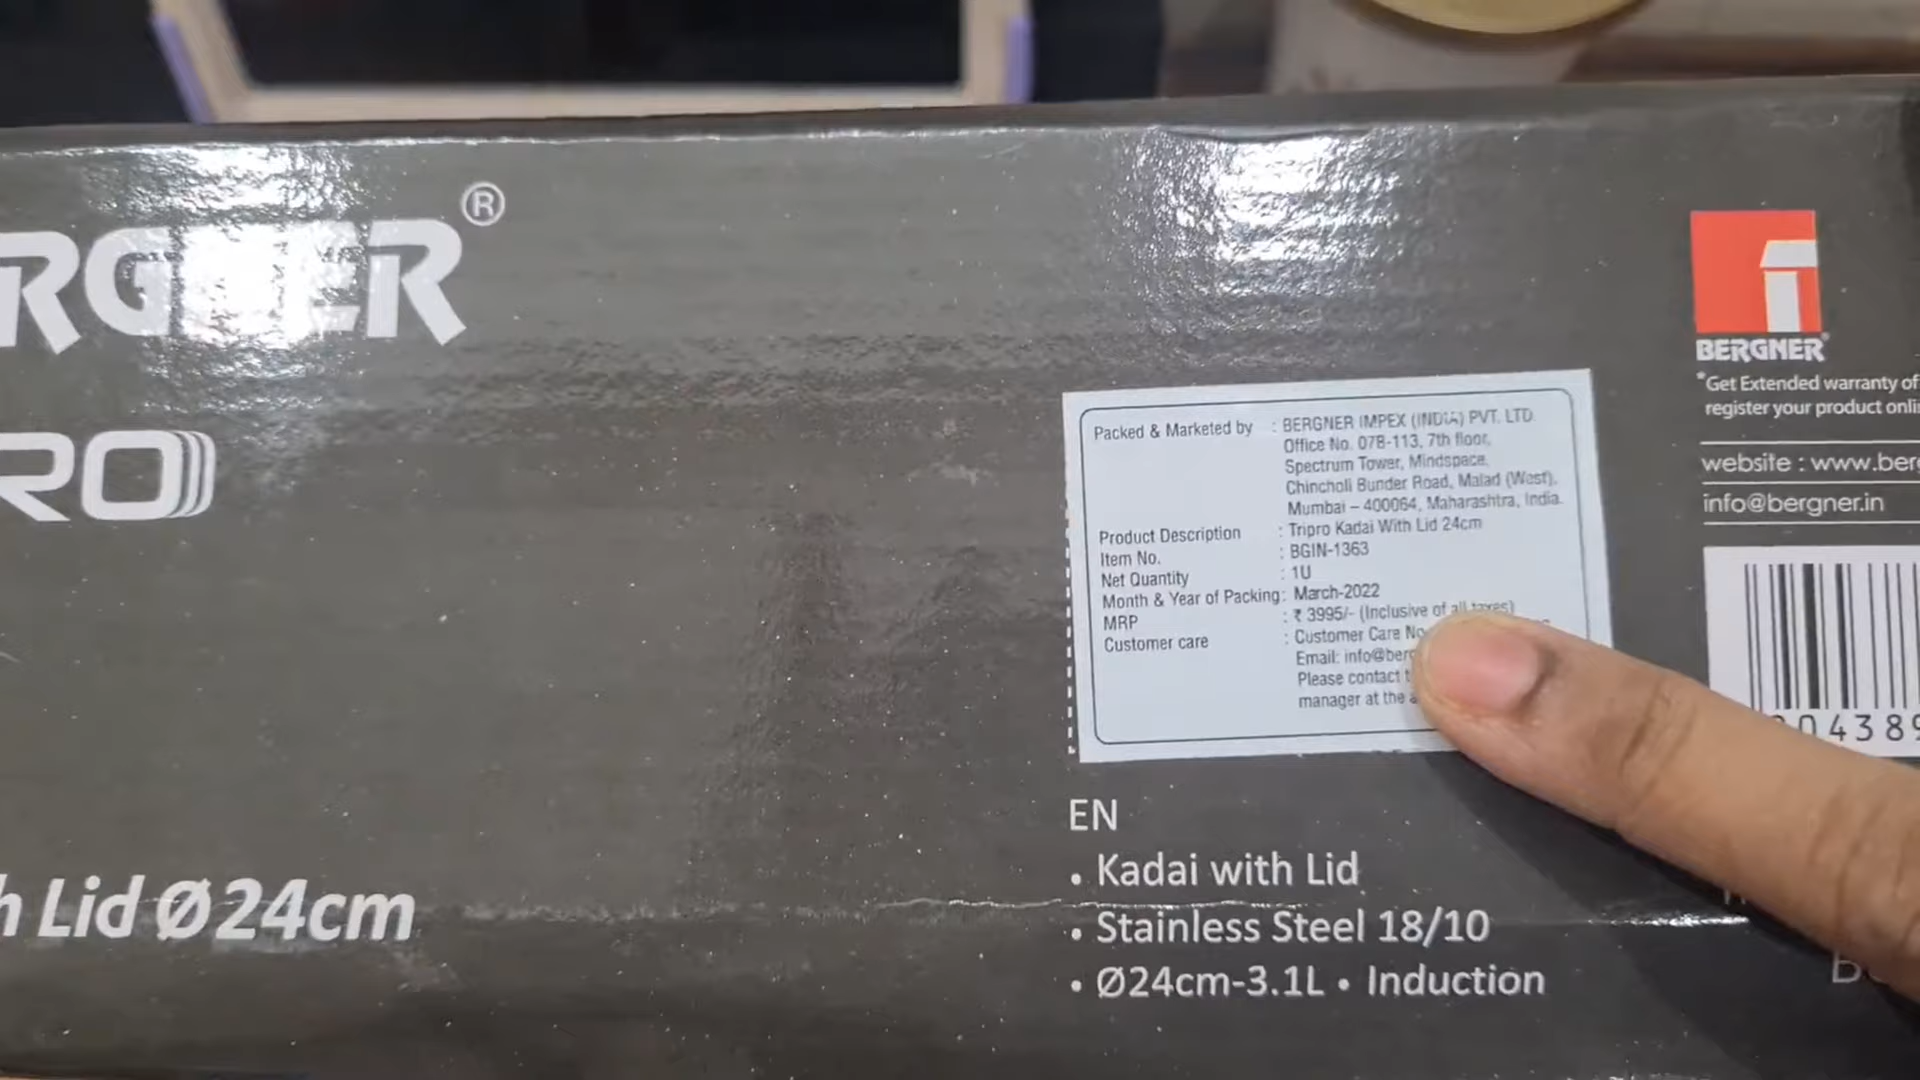 ERGNER®
RO
h Lid Ø24cm
Packed & Marketed by : BERGNER IMPEX (INDIA) PVT. LTD.
Office No. 07B-113, 7th floor,
Spectrum Tower, Mindspace,
Chincholi Bunder Road, Malad (West),
Mumbai – 400064, Maharashtra, India.
Product Description : Tripro Kadai With Lid 24cm
Item No. : BGIN-1363
Net Quantity : 1U
Month & Year of Packing : March-2022
MRP : ₹ 3995/- (Inclusive of all taxes)
Customer care : Customer Care No
Email: info@berg
Please contact
manager at the
EN
• Kadai with Lid
• Stainless Steel 18/10
• Ø24cm-3.1L • Induction
BERGNER®
*Get Extended warranty of
register your product onli
website : www.ber
info@bergner.in
04389